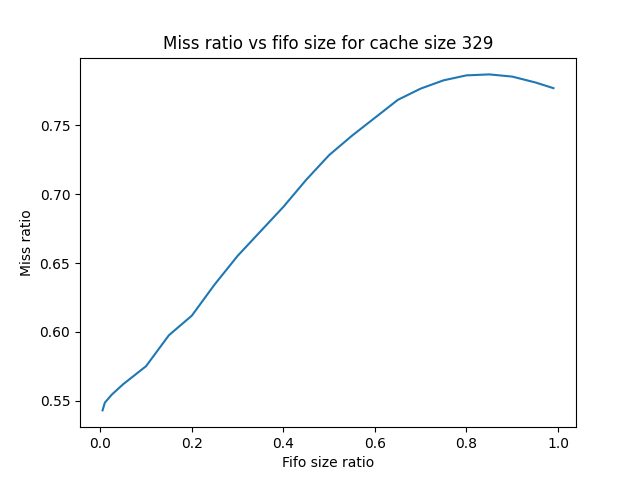 Miss ratio vs fifo size for cache size 329
Miss ratio
0.75
0.70
0.65
0.60
0.55
0.0 0.2 0.4 0.6 0.8 1.0
Fifo size ratio